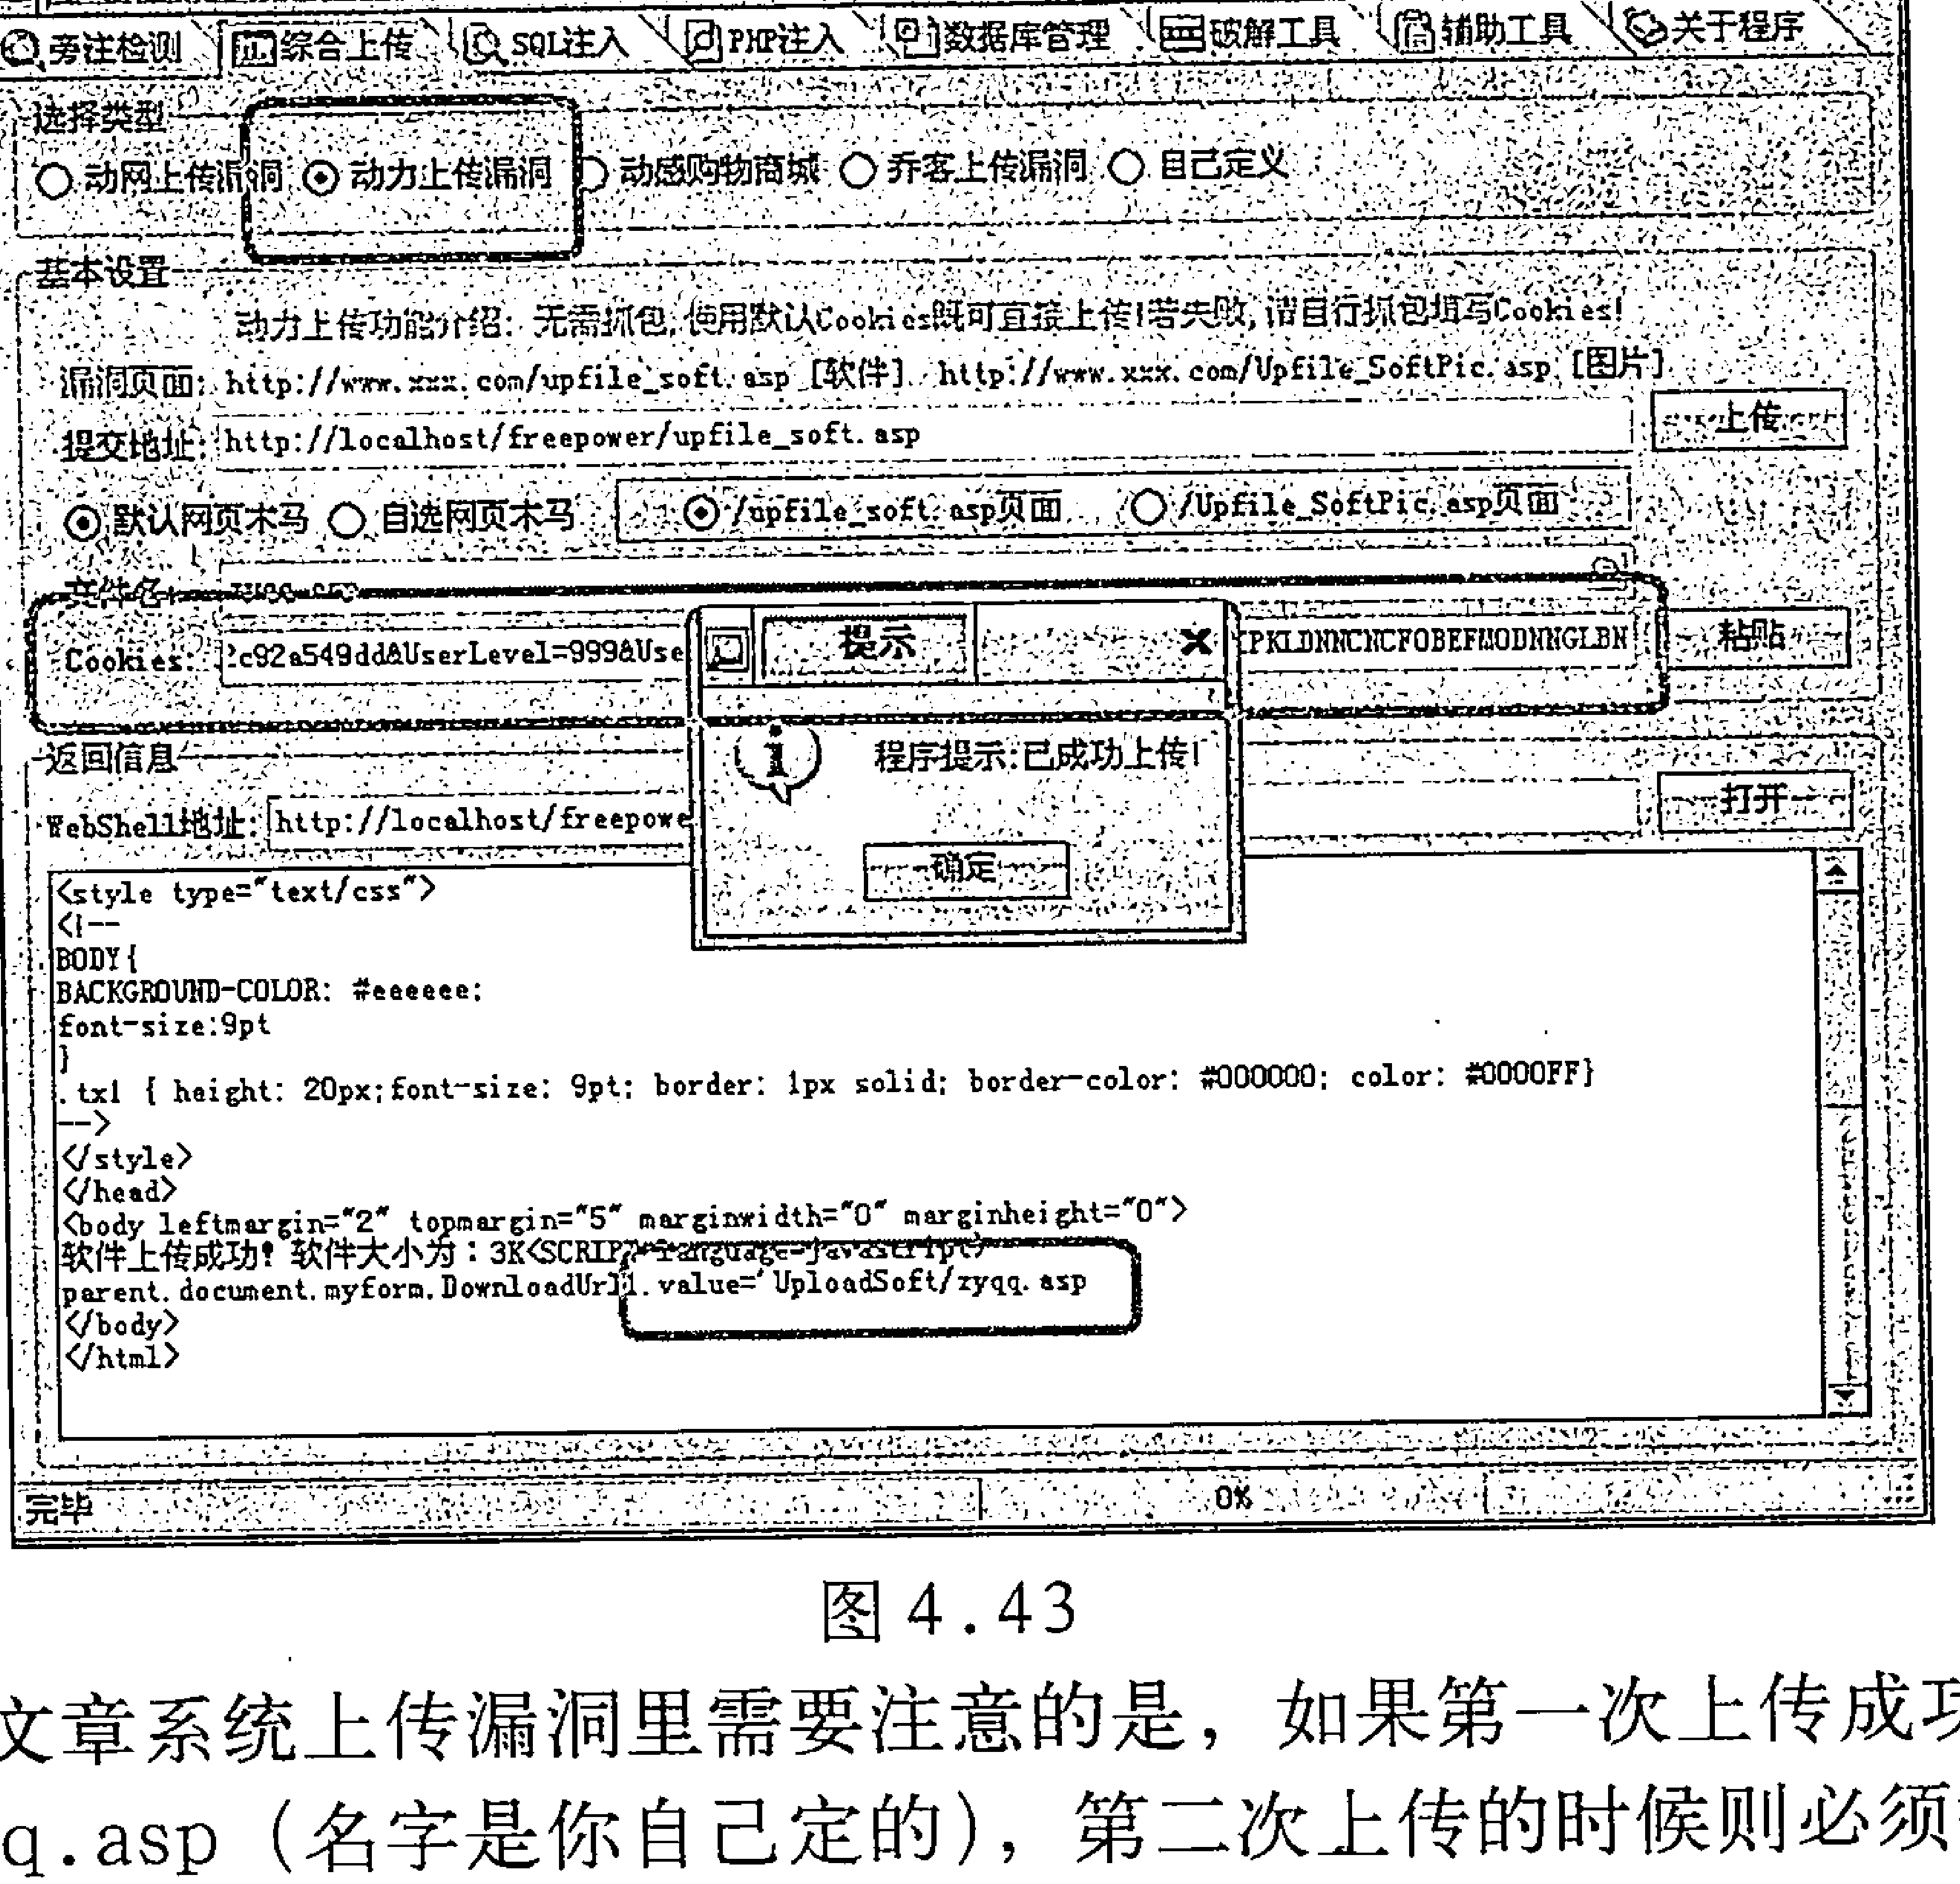 旁注检测 综合上传 SQL注入 PHP注入 数据库管理 破解工具 辅助工具 关于程序
选择类型
动网上传漏洞 动力上传漏洞 动感购物商城 乔客上传漏洞 自己定义
基本设置
动力上传功能介绍: 无需抓包, 使用默认Cookies既可直接上传!若失败, 请自行抓包填写Cookies!
漏洞页面: http://www.xxx.com/upfile_soft.asp [软件] http://www.xxx.com/Upfile_SoftPic.asp [图片]
提交地址: http://localhost/freepower/upfile_soft.asp 上传
默认网页木马 自选网页木马 /upfile_soft.asp页面 /Upfile_SoftPic.asp页面
文件名:
Cookies: c92a549dd&UserLevel=999&Use PKLDNNCNCFOBEFMODNNGLBN 粘贴
提示
程序提示:已成功上传!
确定
返回信息
WebShell地址: http://localhost/freepowe 打开
<style type="text/css">
<!--
BODY{
BACKGROUND-COLOR: #eeeeee;
font-size:9pt
}
.tx1 { height: 20px;font-size: 9pt; border: 1px solid; border-color: #000000; color: #0000FF}
-->
</style>
</head>
<body leftmargin="2" topmargin="5" marginwidth="0" marginheight="0">
软件上传成功! 软件大小为:3K<SCRIPT language=javascript>
parent.document.myform.DownloadUrl1.value='UploadSoft/zyqq.asp
</body>
</html>
完毕 0%
图 4.43
文章系统上传漏洞里需要注意的是，如果第一次上传成功
q.asp（名字是你自己定的），第二次上传的时候则必须